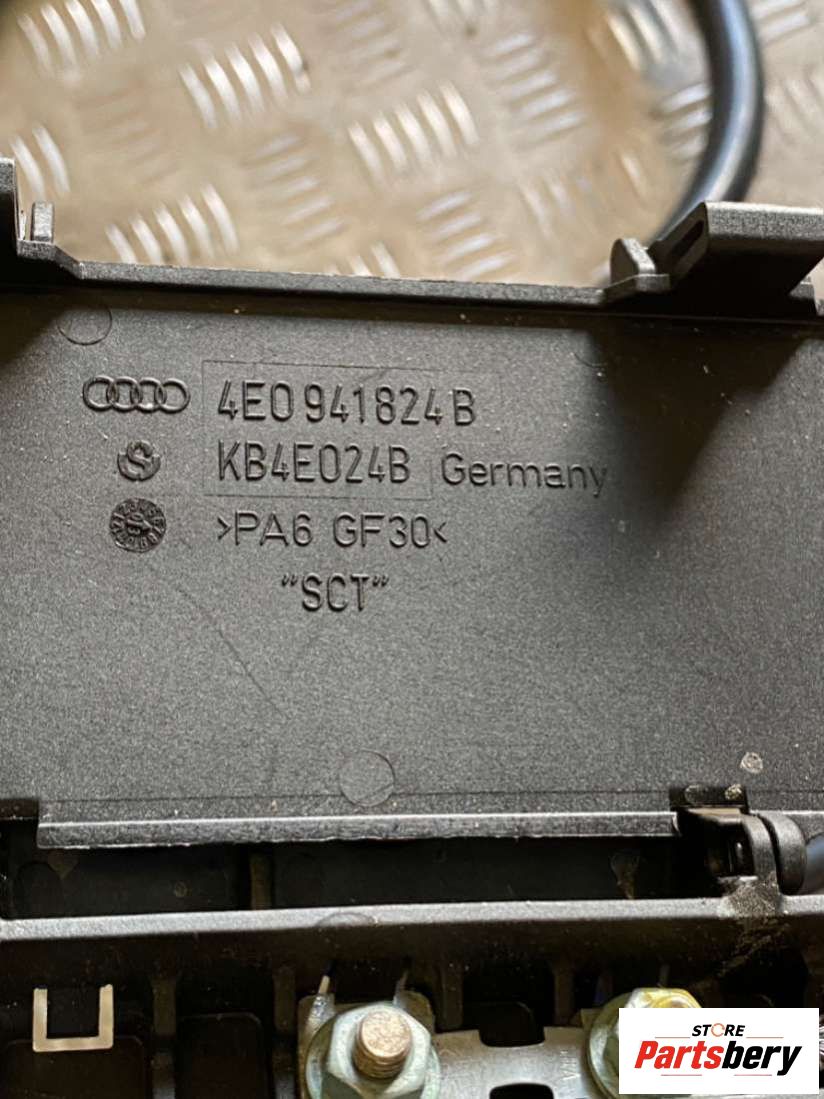 4E0 941 824 B
KB4E024B Germany
>PA6 GF30<
"SCT"
STORE
Partsbery